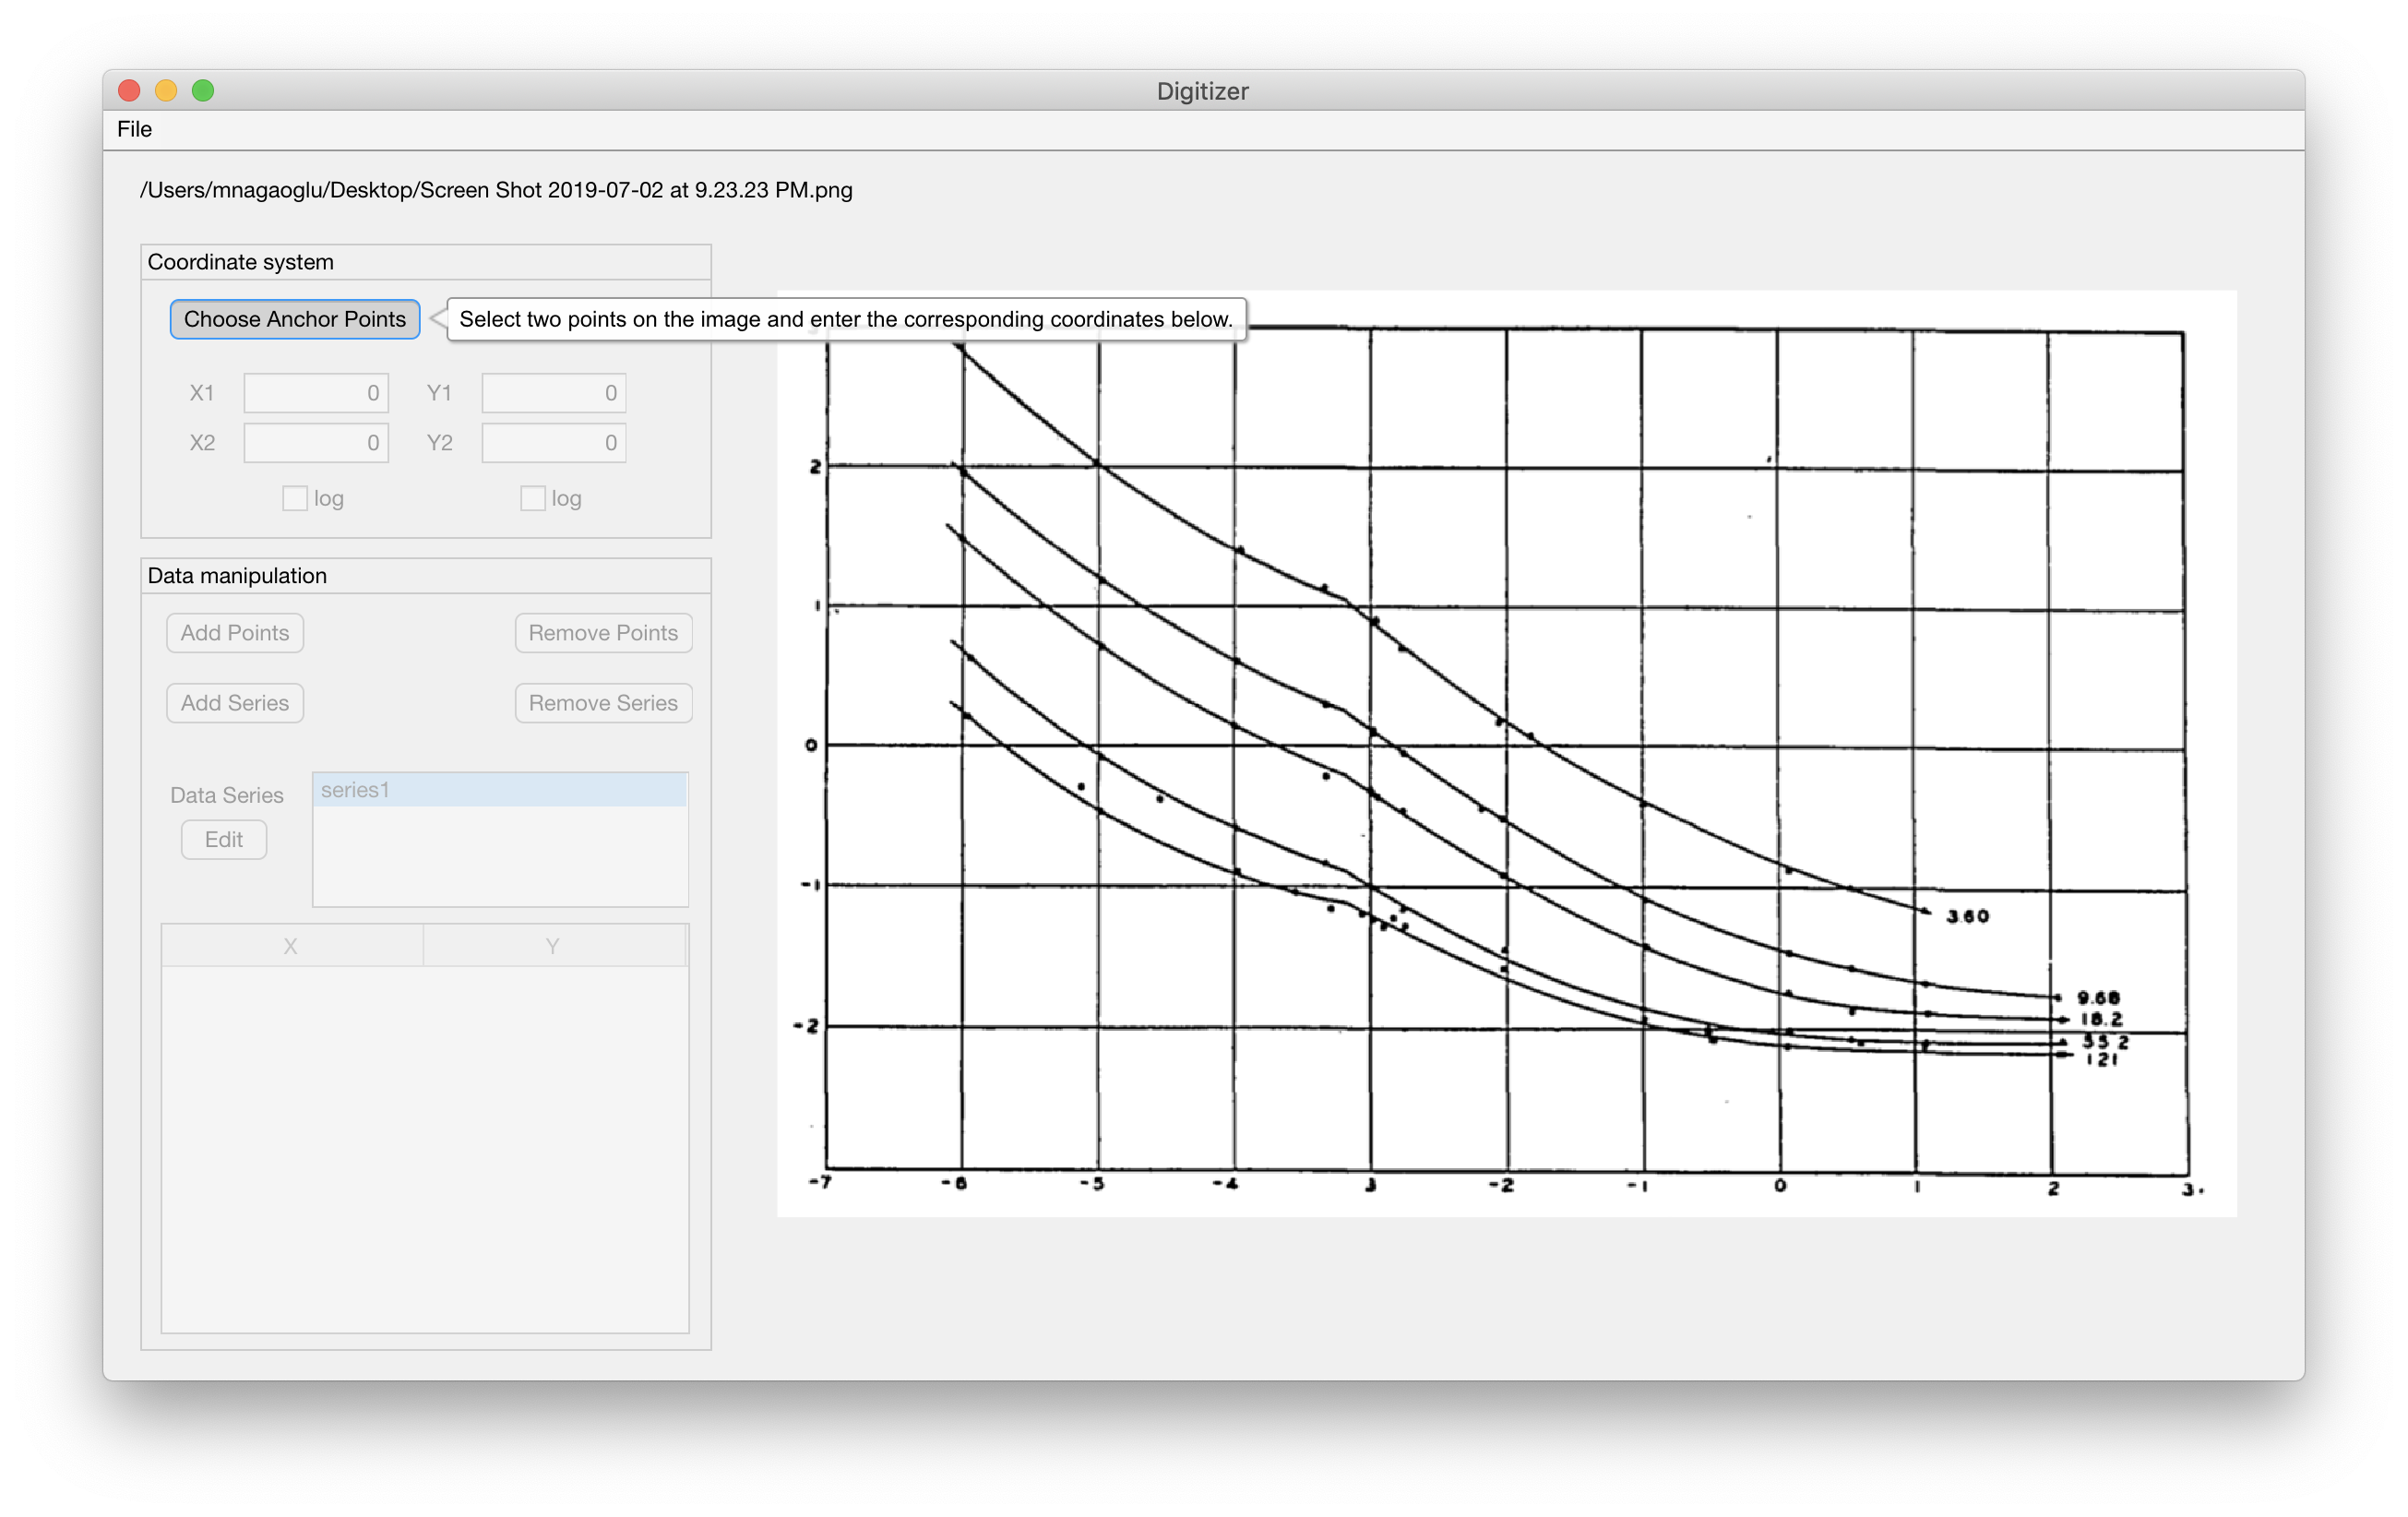 Digitizer
File
/Users/mnagaoglu/Desktop/Screen Shot 2019-07-02 at 9.23.23 PM.png
Coordinate system
Choose Anchor Points
Select two points on the image and enter the corresponding coordinates below.
X1 0 Y1 0
X2 0 Y2 0
log log
Data manipulation
Add Points Remove Points
Add Series Remove Series
Data Series series1
Edit
X Y
2
1
0
-1
-2
3.60
9.68
18.2
55.2
121
-7 -6 -5 -4 -2 -1 0 1 2 3.